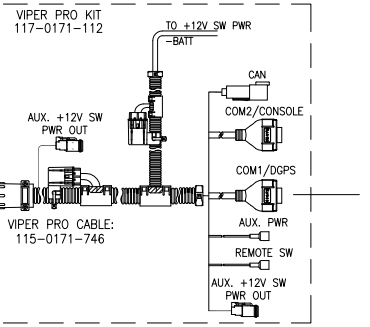 VIPER PRO KIT
117-0171-112
TO +12V SW PWR
-BATT
CAN
COM2/CONSOLE
AUX. +12V SW
PWR OUT
COM1/DGPS
AUX. PWR
VIPER PRO CABLE:
115-0171-746
REMOTE SW
AUX. +12V SW
PWR OUT